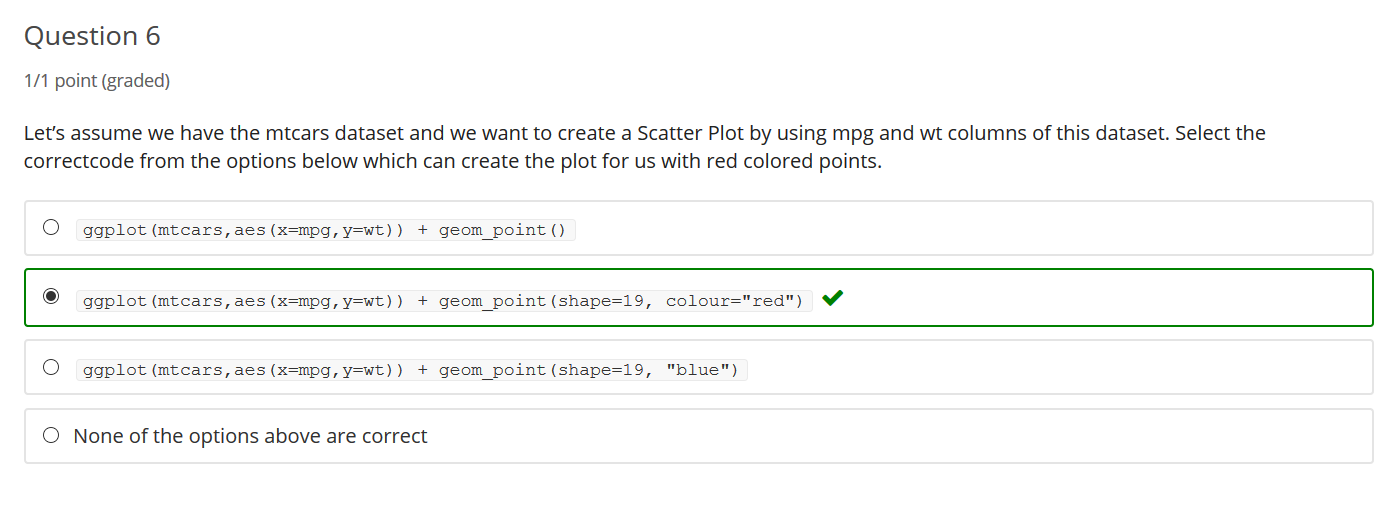 Question 6
1/1 point (graded)
Let’s assume we have the mtcars dataset and we want to create a Scatter Plot by using mpg and wt columns of this dataset. Select the
correctcode from the options below which can create the plot for us with red colored points.
ggplot(mtcars,aes(x=mpg,y=wt)) + geom_point()
ggplot(mtcars,aes(x=mpg,y=wt)) + geom_point(shape=19, colour="red")
ggplot(mtcars,aes(x=mpg,y=wt)) + geom_point(shape=19, "blue")
None of the options above are correct